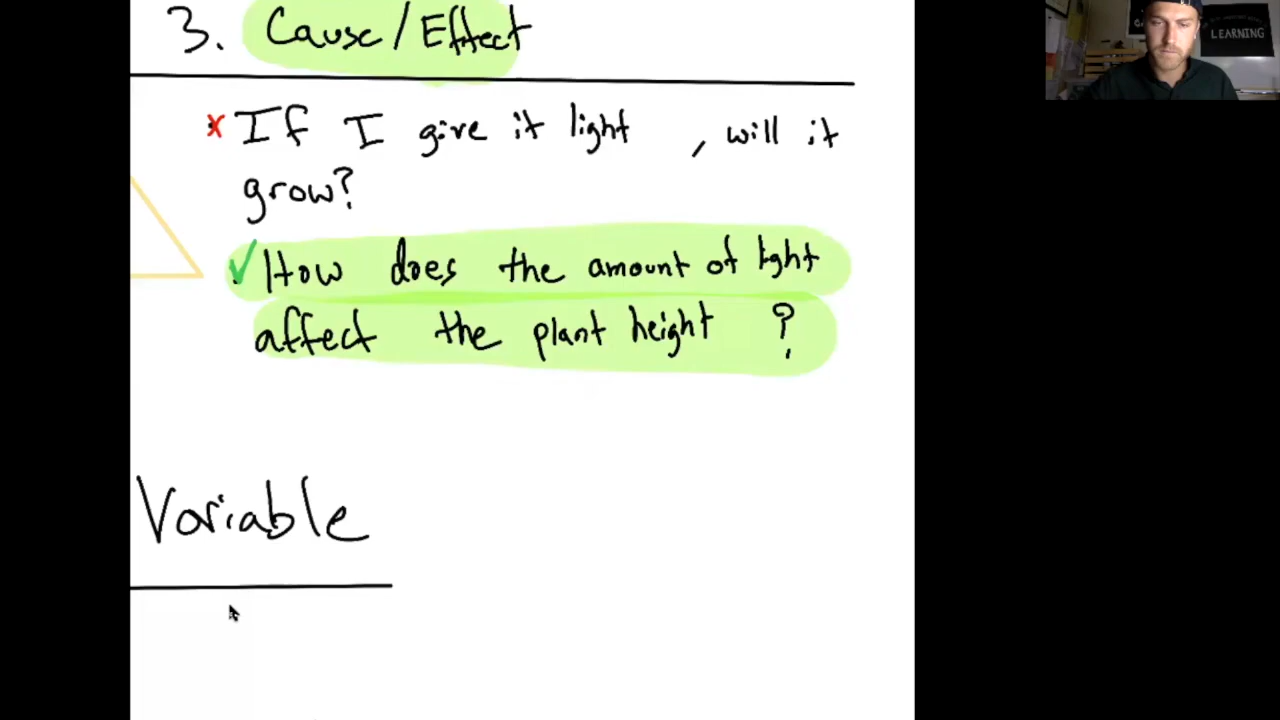 3. Cause/Effect
x If I give it light , will it
grow?
✓ How does the amount of light
affect the plant height ?
Variable
LEARNING